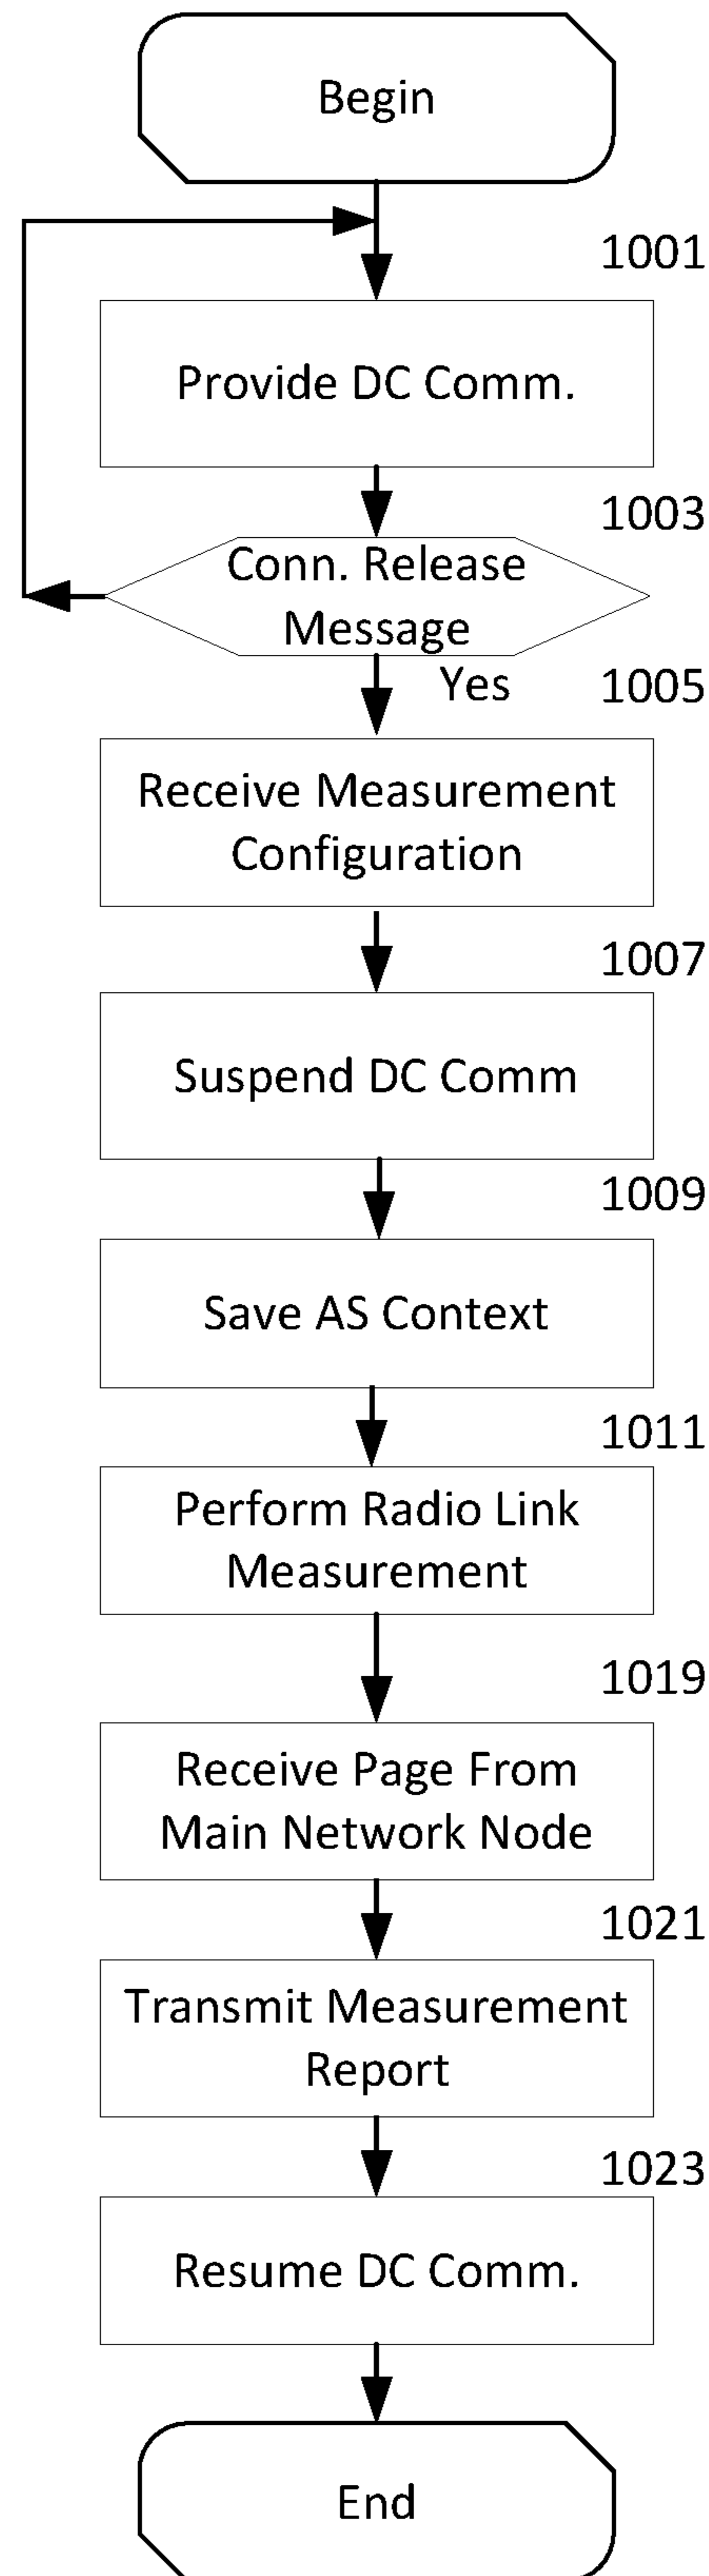 Begin
1001
Provide DC Comm.
1003
Conn. Release
Message
Yes
1005
Receive Measurement
Configuration
1007
Suspend DC Comm
1009
Save AS Context
1011
Perform Radio Link
Measurement
1019
Receive Page From
Main Network Node
1021
Transmit Measurement
Report
1023
Resume DC Comm.
End